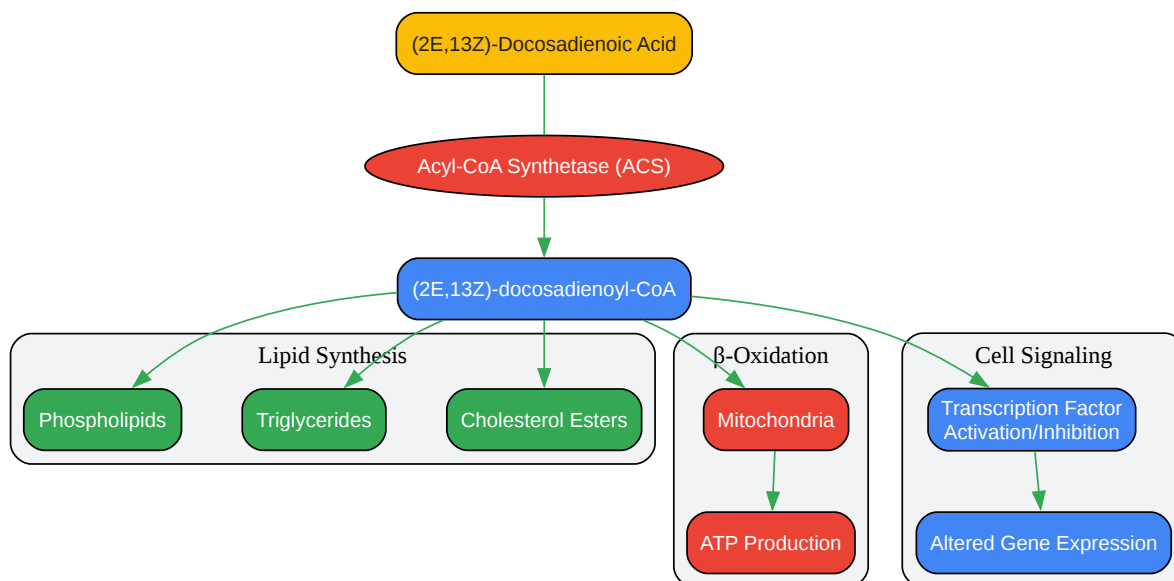 (2E,13Z)-Docosadienoic Acid
Acyl-CoA Synthetase (ACS)
(2E,13Z)-docosadienoyl-CoA
Lipid Synthesis
Phospholipids
Triglycerides
Cholesterol Esters
β-Oxidation
Mitochondria
ATP Production
Cell Signaling
Transcription Factor
Activation/Inhibition
Altered Gene Expression